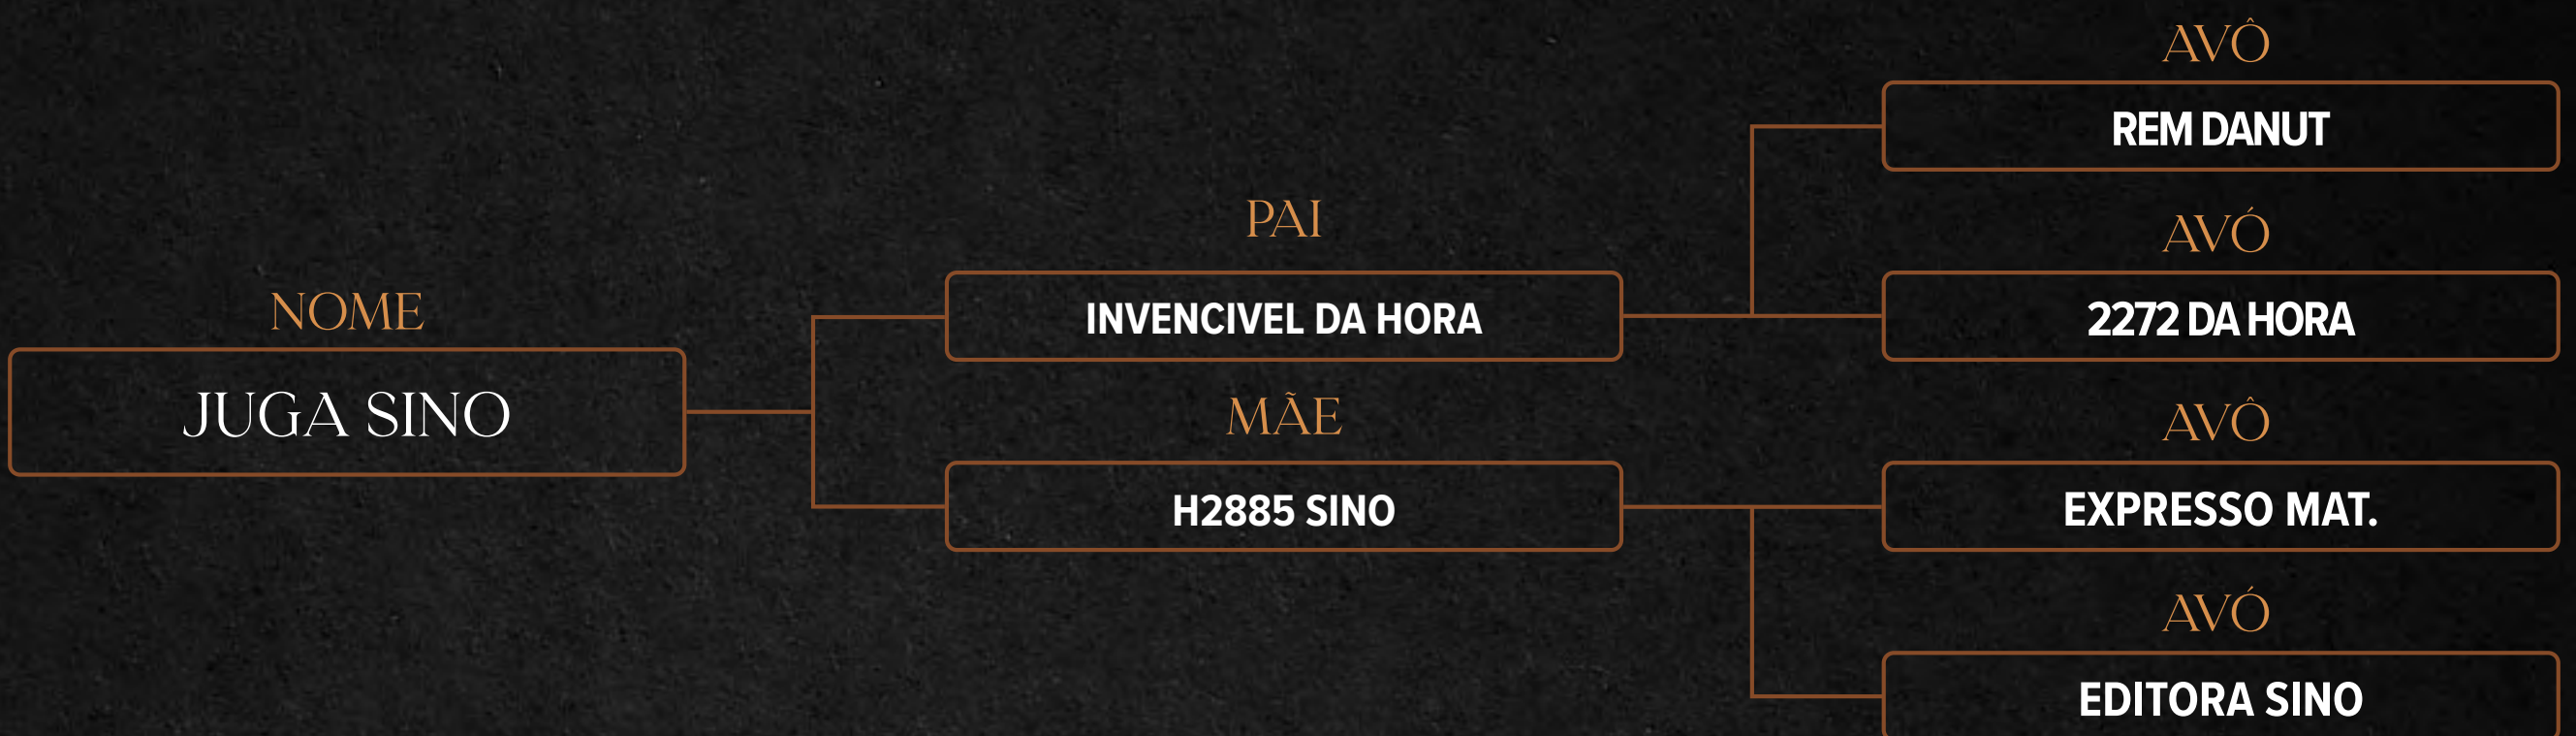 NOME
JUGA SINO
PAI
INVENCIVEL DA HORA
MÃE
H2885 SINO
AVÔ
REM DANUT
AVÓ
2272 DA HORA
AVÔ
EXPRESSO MAT.
AVÓ
EDITORA SINO